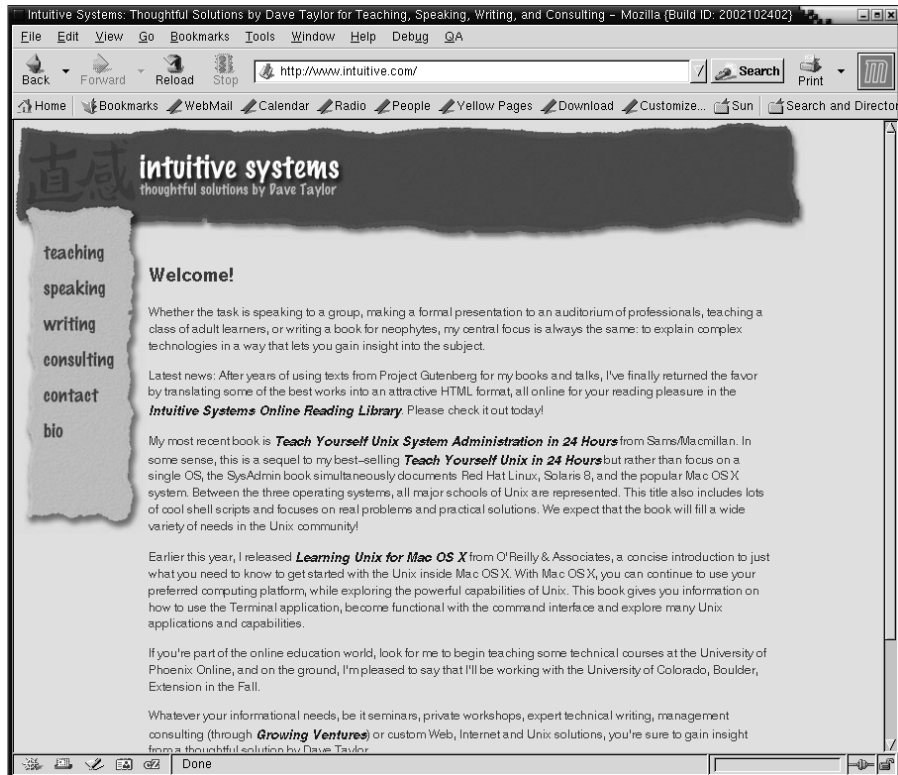 Intuitive Systems: Thoughtful Solutions by Dave Taylor for Teaching, Speaking, Writing, and Consulting – Mozilla {Build ID: 2002102402}
File Edit View Go Bookmarks Tools Window Help Debug QA
Back Forward Reload Stop http://www.intuitive.com/ Search Print
Home Bookmarks WebMail Calendar Radio People Yellow Pages Download Customize... Sun Search and Director
直感
intuitive systems
thoughtful solutions by Dave Taylor
teaching
speaking
writing
consulting
contact
bio
Welcome!
Whether the task is speaking to a group, making a formal presentation to an auditorium of professionals, teaching a
class of adult learners, or writing a book for neophytes, my central focus is always the same: to explain complex
technologies in a way that lets you gain insight into the subject.
Latest news: After years of using texts from Project Gutenberg for my books and talks, I've finally returned the favor
by translating some of the best works into an attractive HTML format, all online for your reading pleasure in the
Intuitive Systems Online Reading Library. Please check it out today!
My most recent book is Teach Yourself Unix System Administration in 24 Hours from Sams/Macmillan. In
some sense, this is a sequel to my best–selling Teach Yourself Unix in 24 Hours but rather than focus on a
single OS, the SysAdmin book simultaneously documents Red Hat Linux, Solaris 8, and the popular Mac OS X
system. Between the three operating systems, all major schools of Unix are represented. This title also includes lots
of cool shell scripts and focuses on real problems and practical solutions. We expect that the book will fill a wide
variety of needs in the Unix community!
Earlier this year, I released Learning Unix for Mac OS X from O'Reilly & Associates, a concise introduction to just
what you need to know to get started with the Unix inside Mac OS X. With Mac OS X, you can continue to use your
preferred computing platform, while exploring the powerful capabilities of Unix. This book gives you information on
how to use the Terminal application, become functional with the command interface and explore many Unix
applications and capabilities.
If you're part of the online education world, look for me to begin teaching some technical courses at the University of
Phoenix Online, and on the ground, I'm pleased to say that I'll be working with the University of Colorado, Boulder,
Extension in the Fall.
Whatever your informational needs, be it seminars, private workshops, expert technical writing, management
consulting (through Growing Ventures) or custom Web, Internet and Unix solutions, you're sure to gain insight
from a thoughtful solution by Dave Taylor
Done